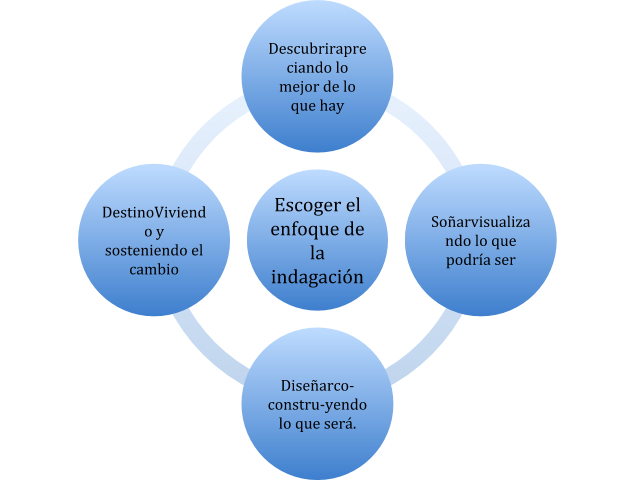 Descubrirapre
ciando lo
mejor de lo
que hay
DestinoViviend
o y
sosteniendo el
cambio
Escoger el
enfoque de
la
indagación
Soñarvisualiza
ndo lo que
podría ser
Diseñarco-
constru-yendo
lo que será.